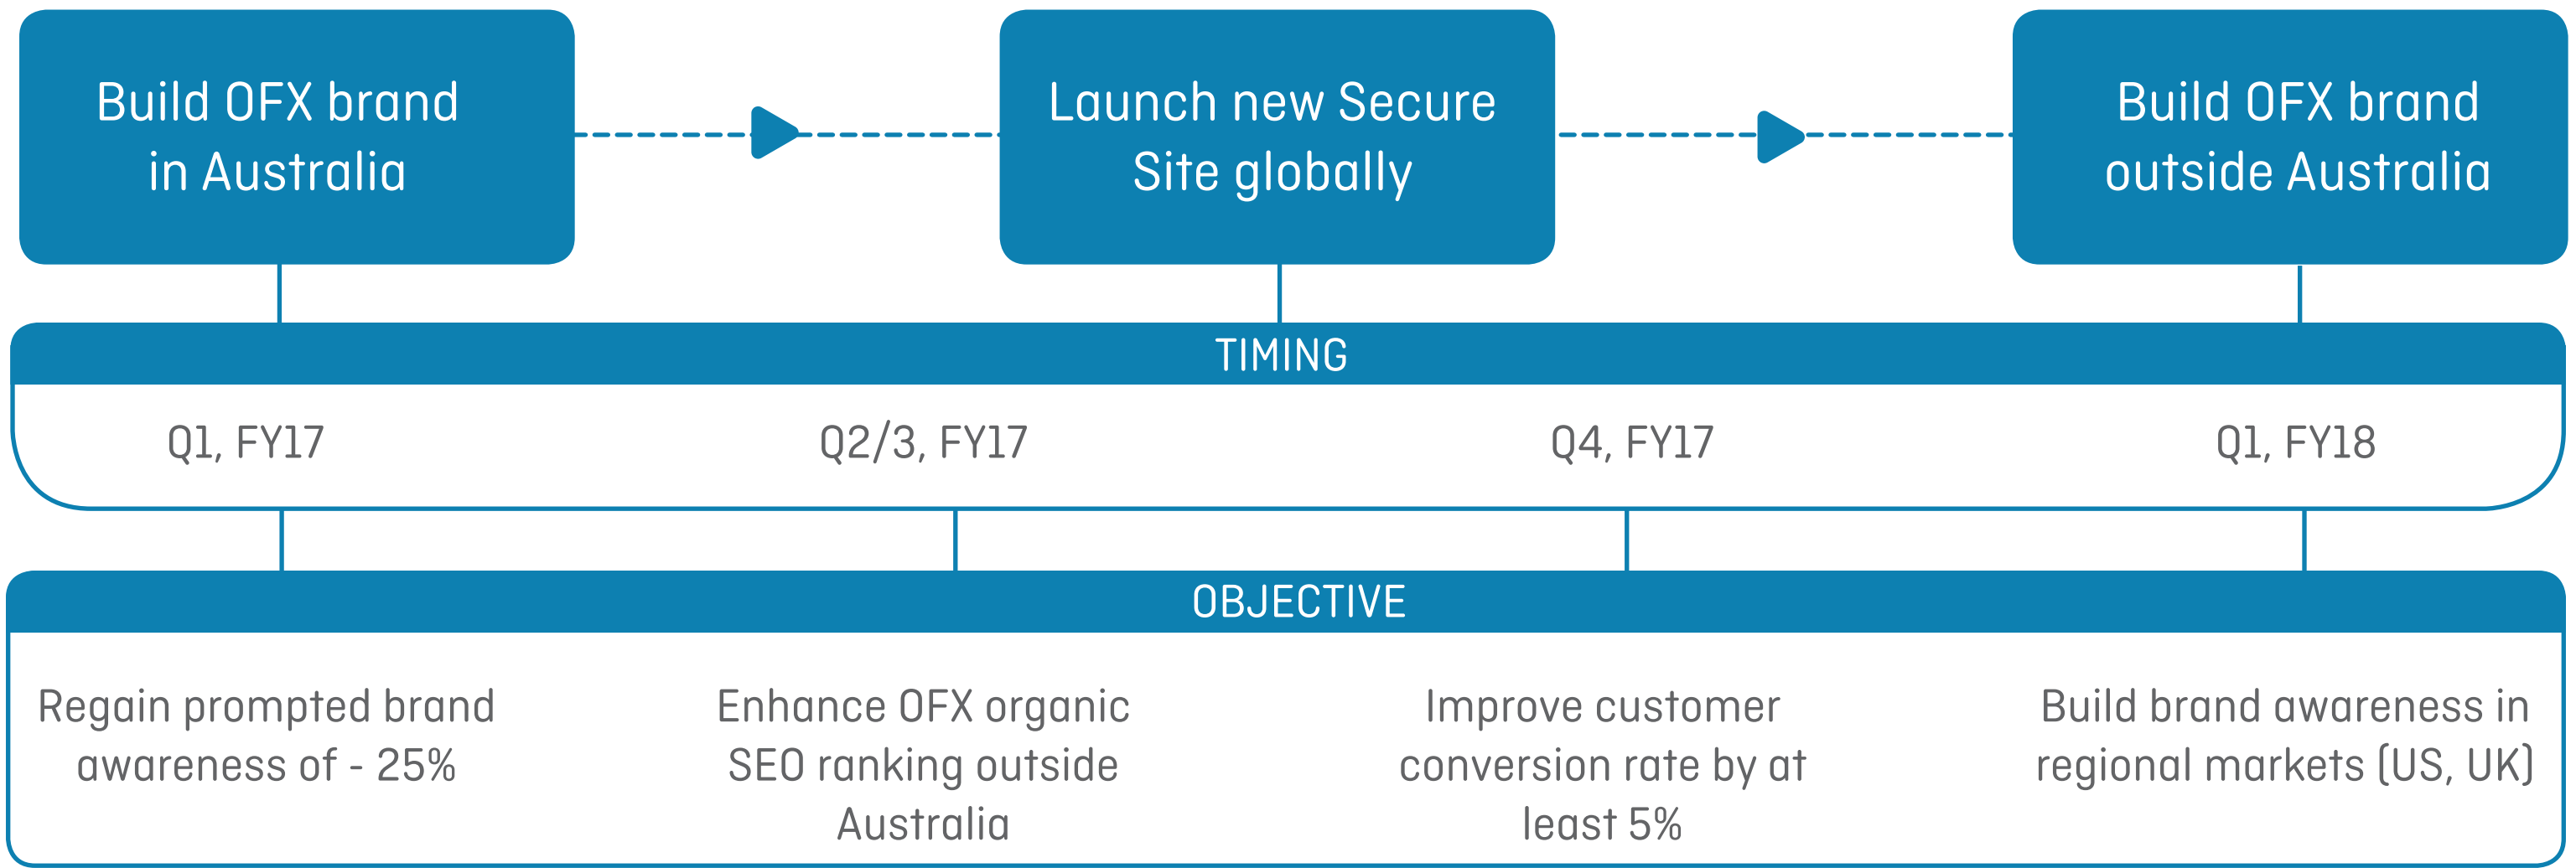 Build OFX brand
in Australia
Launch new Secure
Site globally
Build OFX brand
outside Australia
TIMING
Q1, FY17
Q2/3, FY17
Q4, FY17
Q1, FY18
OBJECTIVE
Regain prompted brand
awareness of - 25%
Enhance OFX organic
SEO ranking outside
Australia
Improve customer
conversion rate by at
least 5%
Build brand awareness in
regional markets (US, UK)